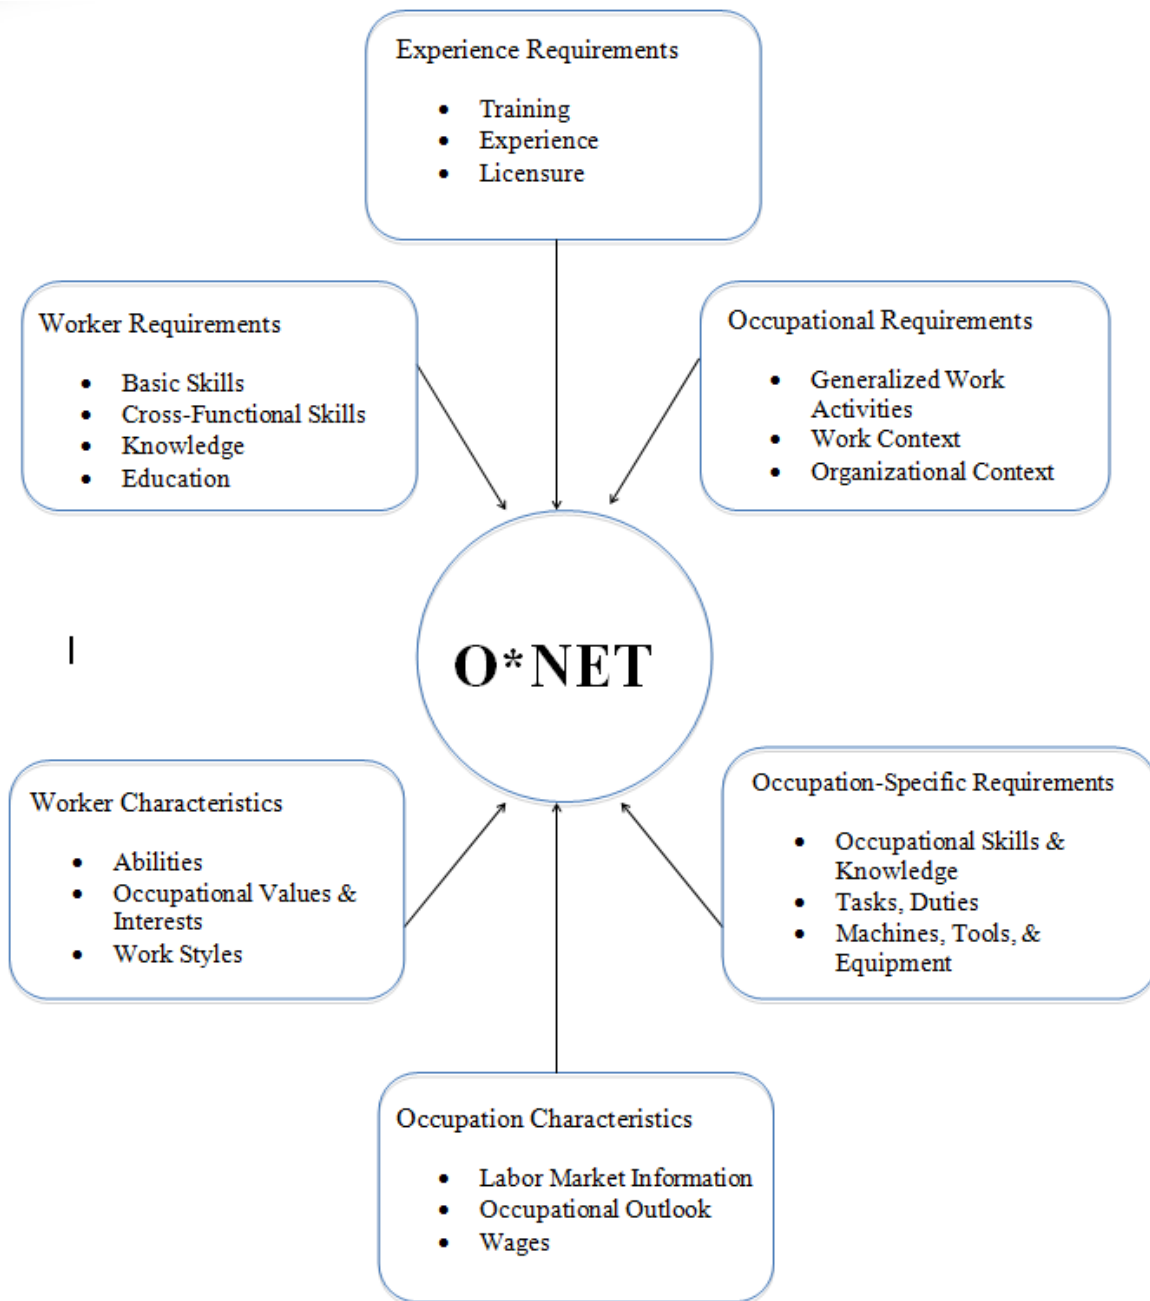 Experience Requirements
• Training
• Experience
• Licensure
Worker Requirements
• Basic Skills
• Cross-Functional Skills
• Knowledge
• Education
Occupational Requirements
• Generalized Work
Activities
• Work Context
• Organizational Context
O*NET
Worker Characteristics
• Abilities
• Occupational Values &
Interests
• Work Styles
Occupation-Specific Requirements
• Occupational Skills &
Knowledge
• Tasks, Duties
• Machines, Tools, &
Equipment
Occupation Characteristics
• Labor Market Information
• Occupational Outlook
• Wages